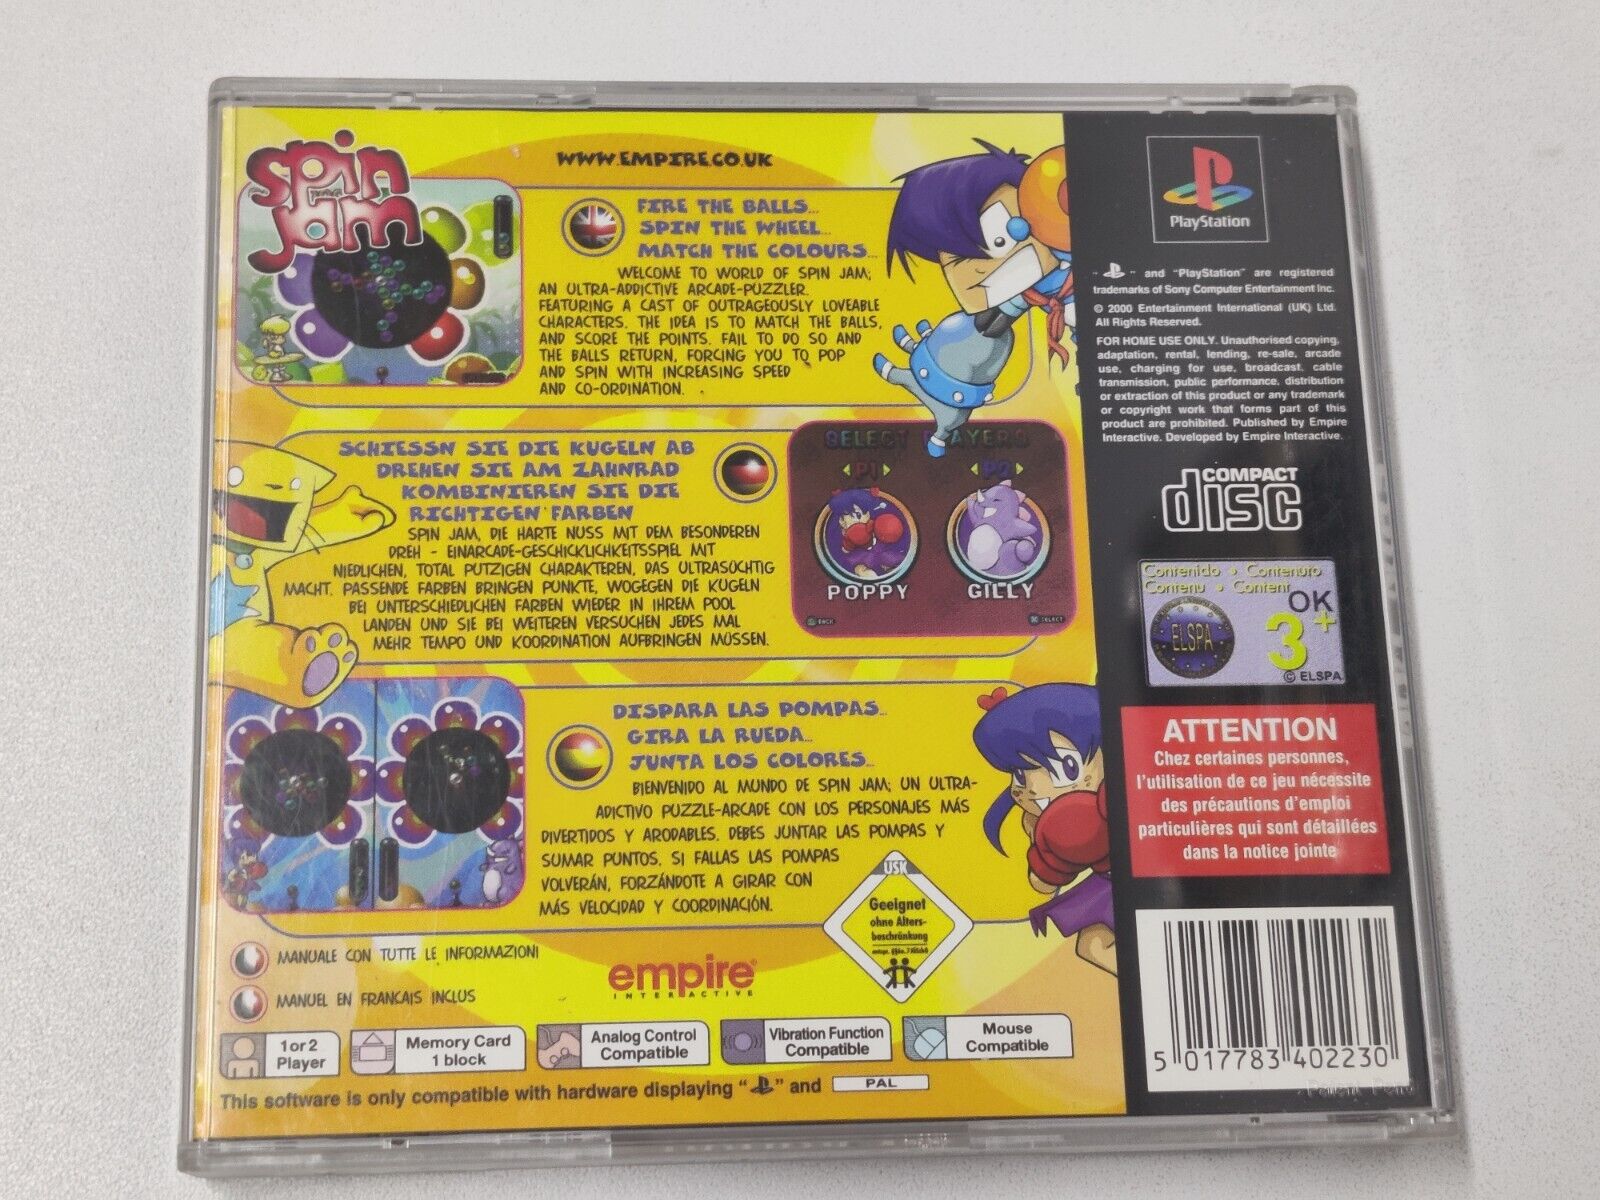 spin
jam
WWW.EMPIRE.CO.UK
FIRE THE BALLS...
SPIN THE WHEEL...
MATCH THE COLOURS...
WELCOME TO WORLD OF SPIN JAM;
AN ULTRA-ADDICTIVE ARCADE-PUZZLER.
FEATURING A CAST OF OUTRAGEOUSLY LOVEABLE
CHARACTERS. THE IDEA IS TO MATCH THE BALLS,
AND SCORE THE POINTS. FAIL TO DO SO AND
THE BALLS RETURN, FORCING YOU TO POP
AND SPIN WITH INCREASING SPEED
AND CO-ORDINATION.
SCHIESSN SIE DIE KUGELN AB
DREHEN SIE AM ZAHNRAD
KOMBINIEREN SIE DIE
RICHTIGEN FARBEN
SPIN JAM, DIE HARTE NUSS MIT DEM BESONDEREN
DREH - EINARCADE-GESCHICKLICHKEITSSPIEL MIT
NIEDLICHEN, TOTAL PUTZIGEN CHARAKTEREN, DAS ULTRASÜCHTIG
MACHT. PASSENDE FARBEN BRINGEN PUNKTE, WOGEGEN DIE KUGELN
BEI UNTERSCHIEDLICHEN FARBEN WIEDER IN IHREM POOL
LANDEN UND SIE BEI WEITEREN VERSUCHEN JEDES MAL
MEHR TEMPO UND KOORDINATION AUFBRINGEN MÜSSEN.
SELECT PLAYERS
P1 P2
POPPY GILLY
BACK SELECT
DISPARA LAS POMPAS...
GIRA LA RUEDA...
JUNTA LOS COLORES...
BIENVENIDO AL MUNDO DE SPIN JAM; UN ULTRA-
ADICTIVO PUZZLE-ARCADE CON LOS PERSONAJES MÁS
DIVERTIDOS Y ARODABLES. DEBES JUNTAR LAS POMPAS Y
SUMAR PUNTOS. SI FALLAS LAS POMPAS
VOLVERÁN, FORZÁNDOTE A GIRAR CON
MÁS VELOCIDAD Y COORDINACIÓN.
USK
Geeignet
ohne Alters-
beschränkung
MANUALE CON TUTTE LE INFORMAZIONI
MANUEL EN FRANCAIS INCLUS
empire
INTERACTIVE
1 or 2
Player
Memory Card
1 block
Analog Control
Compatible
Vibration Function
Compatible
Mouse
Compatible
This software is only compatible with hardware displaying " " and PAL
PlayStation
" " and "PlayStation" are registered
trademarks of Sony Computer Entertainment Inc.
© 2000 Entertainment International (UK) Ltd.
All Rights Reserved.
FOR HOME USE ONLY. Unauthorised copying,
adaptation, rental, lending, re-sale, arcade
use, charging for use, broadcast, cable
transmission, public performance, distribution
or extraction of this product or any trademark
or copyright work that forms part of this
product are prohibited. Published by Empire
Interactive. Developed by Empire Interactive.
COMPACT
disc
Contenido • Contenuto
Contenu • Content
OK
ELSPA
3+
© ELSPA
ATTENTION
Chez certaines personnes,
l'utilisation de ce jeu nécessite
des précautions d'emploi
particulières qui sont détaillées
dans la notice jointe
5 017783 402230